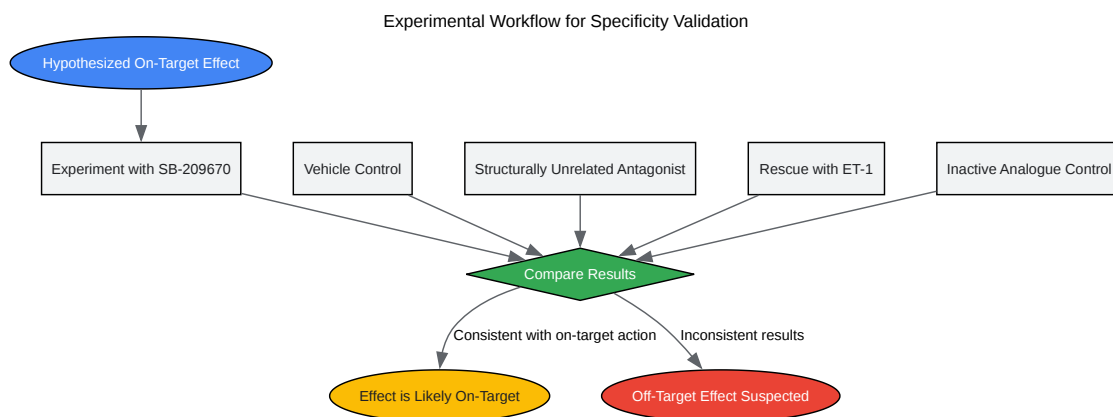 Experimental Workflow for Specificity Validation
Hypothesized On-Target Effect
Experiment with SB-209670
Vehicle Control
Structurally Unrelated Antagonist
Rescue with ET-1
Inactive Analogue Control
Compare Results
Consistent with on-target action
Inconsistent results
Effect is Likely On-Target
Off-Target Effect Suspected